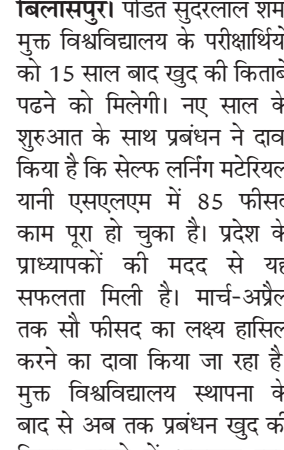 बिलासपुर। पंडित सुंदरलाल शर्मा
मुक्त विश्वविद्यालय के परीक्षार्थियों
को 15 साल बाद खुद की किताबें
पढने को मिलेगी। नए साल के
शुरुआत के साथ प्रबंधन ने दावा
किया है कि सेल्फ लर्निंग मटेरियल
यानी एसएलएम में 85 फीसद
काम पूरा हो चुका है। प्रदेश के
प्राध्यापकों की मदद से यह
सफलता मिली है। मार्च-अप्रैल
तक सौ फीसद का लक्ष्य हासिल
करने का दावा किया जा रहा है
मुक्त विश्वविद्यालय स्थापना के
बाद से अब तक प्रबंधन खुद की